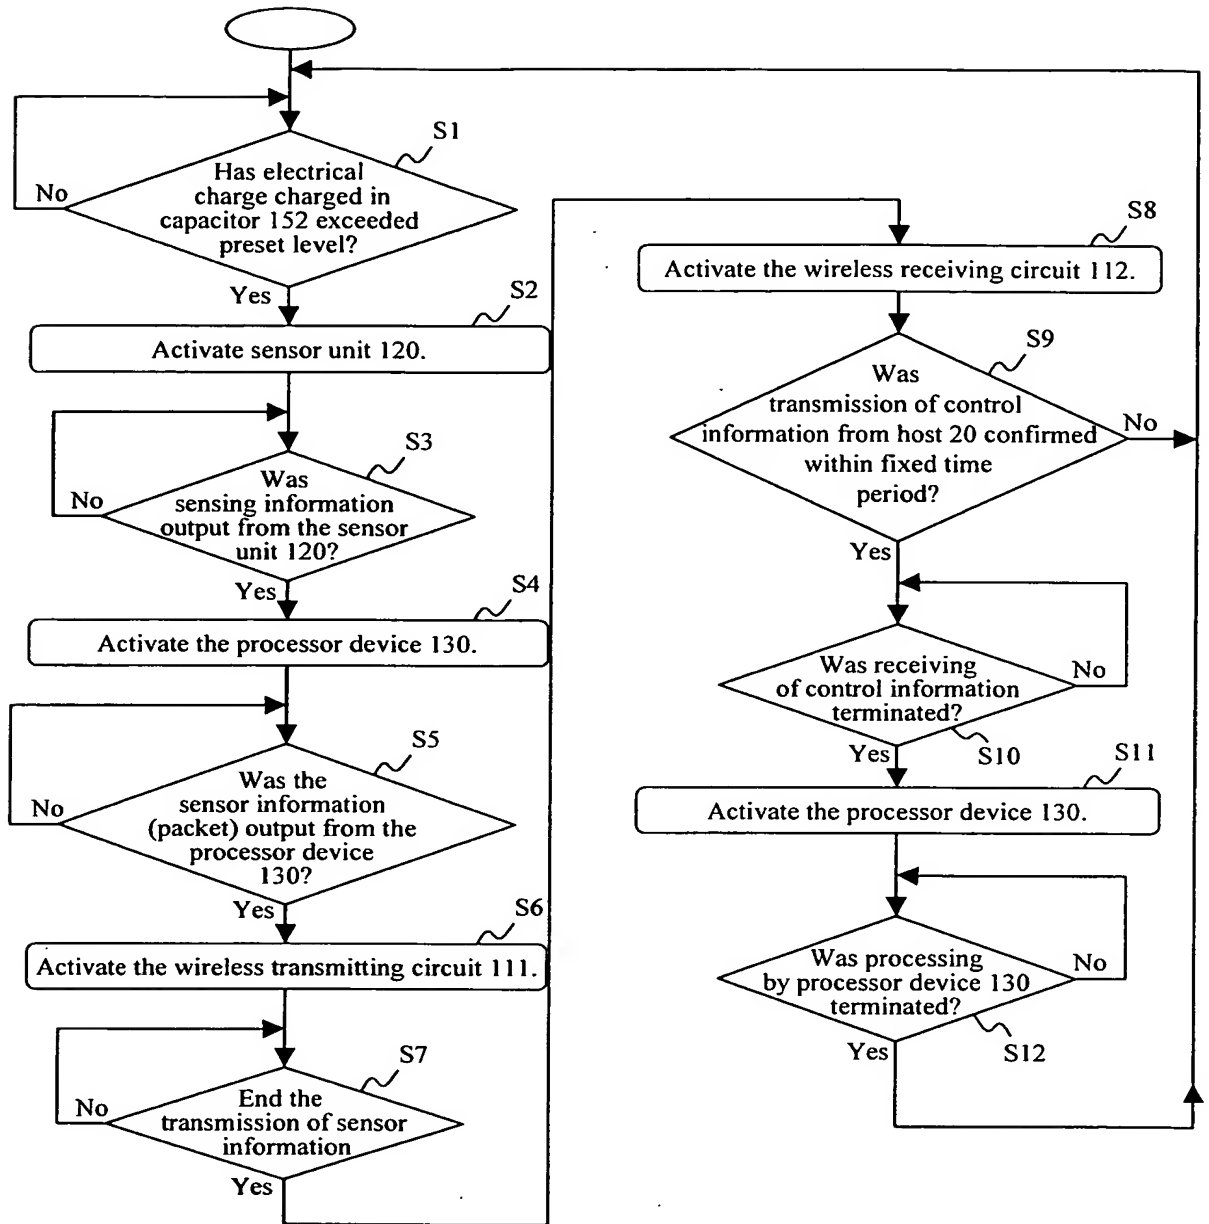 S1
Has electrical
charge charged in
capacitor 152 exceeded
preset level?
No
Yes
S2
Activate sensor unit 120.
S3
Was
sensing information
output from the sensor
unit 120?
No
Yes
S4
Activate the processor device 130.
S5
Was the
sensor information
(packet) output from the
processor device
130?
No
Yes
S6
Activate the wireless transmitting circuit 111.
S7
End the
transmission of sensor
information
No
Yes
S8
Activate the wireless receiving circuit 112.
S9
Was
transmission of control
information from host 20 confirmed
within fixed time
period?
No
Yes
Was receiving
of control information
terminated?
No
Yes
S10
S11
Activate the processor device 130.
Was processing
by processor device 130
terminated?
No
Yes
S12